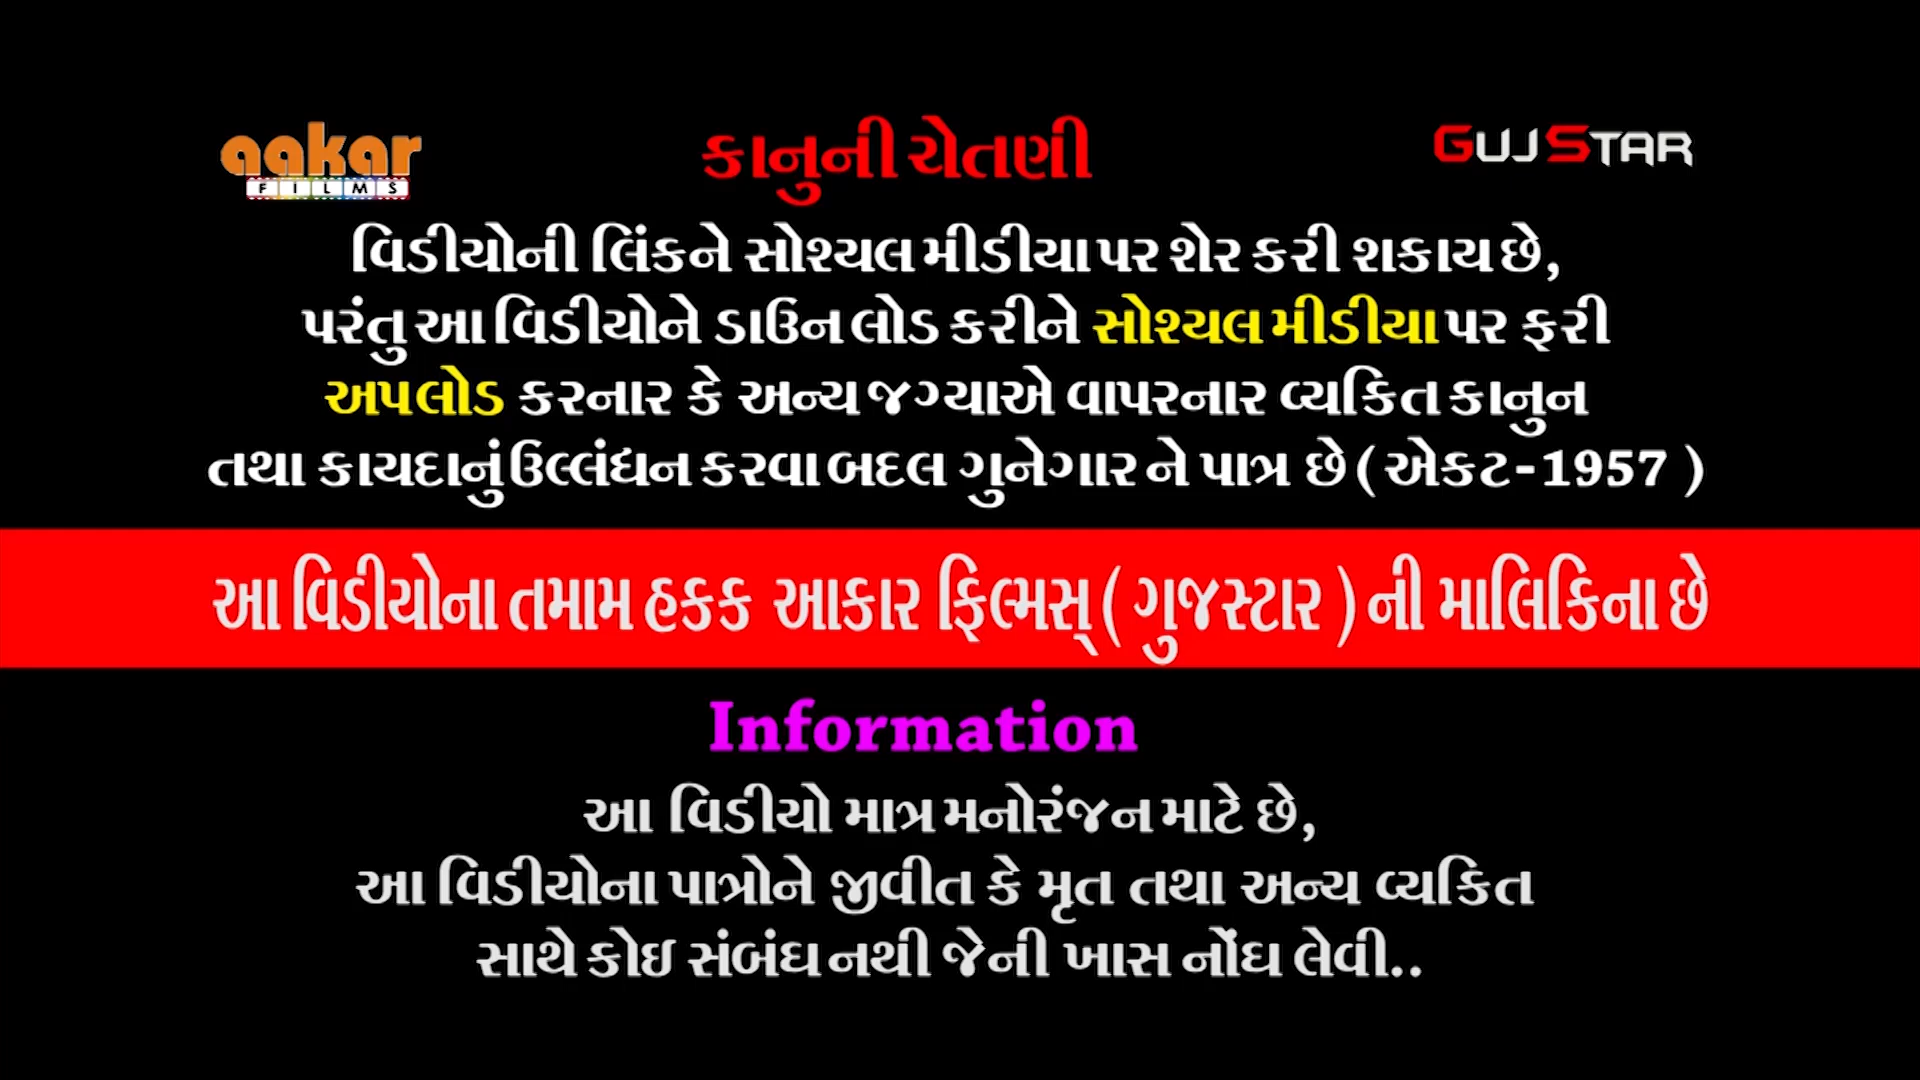 aakar
FILMS
કાનુની ચેતણી
GUJSTAR
વિડીયોની લિંકને સોશ્યલ મીડીયા પર શેર કરી શકાય છે,
પરંતુ આ વિડીયોને ડાઉન લોડ કરીને સોશ્યલ મીડીયા પર ફરી
અપલોડ કરનાર કે અન્ય જગ્યાએ વાપરનાર વ્યકિત કાનુન
તથા કાયદાનું ઉલ્લંઘન કરવા બદલ ગુનેગાર ને પાત્ર છે ( એકટ-1957 )
આ વિડીયોના તમામ હકક આકાર ફિલ્મસ્ ( ગુજસ્ટાર ) ની માલિકિના છે
Information
આ વિડીયો માત્ર મનોરંજન માટે છે,
આ વિડીયોના પાત્રોને જીવીત કે મૃત તથા અન્ય વ્યકિત
સાથે કોઇ સંબંઘ નથી જેની ખાસ નોંઘ લેવી..